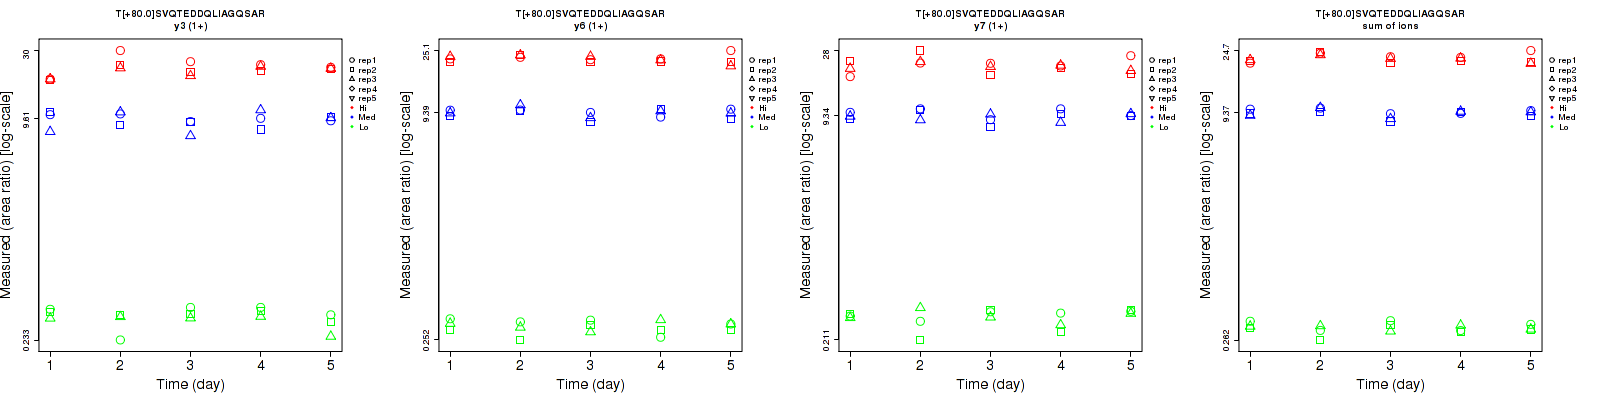 T[+80.0]SVQTEDDQLIAGQSAR
y3 (1+)
Measured (area ratio) [log-scale]
30
9.61
0.233
1 2 3 4 5
Time (day)
rep1
rep2
rep3
rep4
rep5
Hi
Med
Lo
T[+80.0]SVQTEDDQLIAGQSAR
y6 (1+)
Measured (area ratio) [log-scale]
25.1
9.39
0.252
1 2 3 4 5
Time (day)
rep1
rep2
rep3
rep4
rep5
Hi
Med
Lo
T[+80.0]SVQTEDDQLIAGQSAR
y7 (1+)
Measured (area ratio) [log-scale]
28
9.34
0.211
1 2 3 4 5
Time (day)
rep1
rep2
rep3
rep4
rep5
Hi
Med
Lo
T[+80.0]SVQTEDDQLIAGQSAR
sum of ions
Measured (area ratio) [log-scale]
24.7
9.37
0.262
1 2 3 4 5
Time (day)
rep1
rep2
rep3
rep4
rep5
Hi
Med
Lo